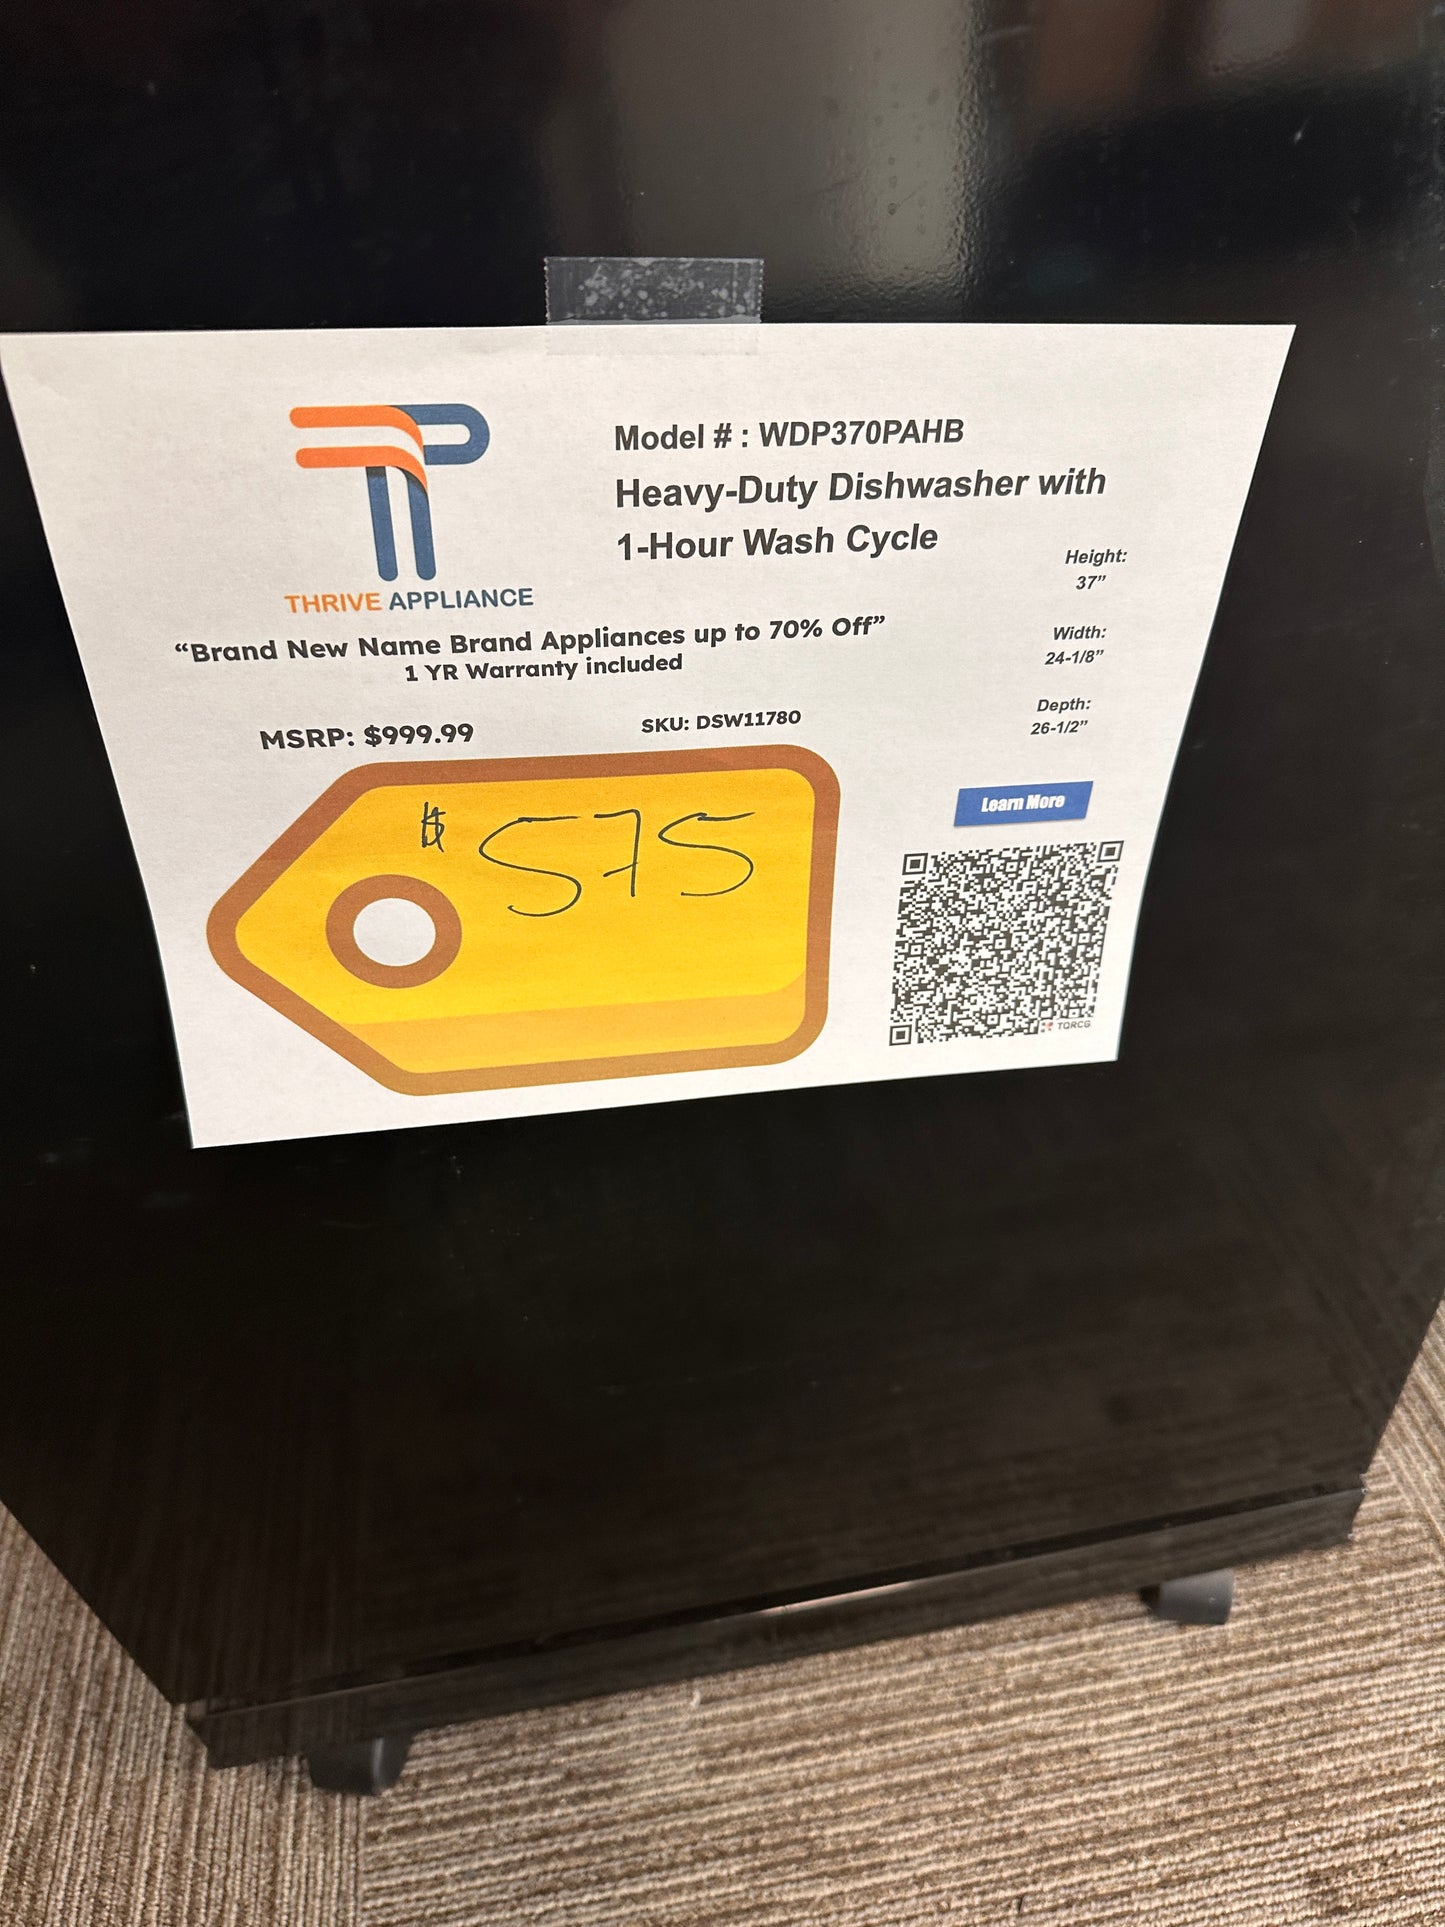 Model # : WDP370PAHB
Heavy-Duty Dishwasher with
1-Hour Wash Cycle
THRIVE APPLIANCE
“Brand New Name Brand Appliances up to 70% Off”
1 YR Warranty included
Height:
37”
Width:
24-1/8”
Depth:
26-1/2”
MSRP: $999.99
SKU: DSW11780
$ 575
Learn More
TQRCG